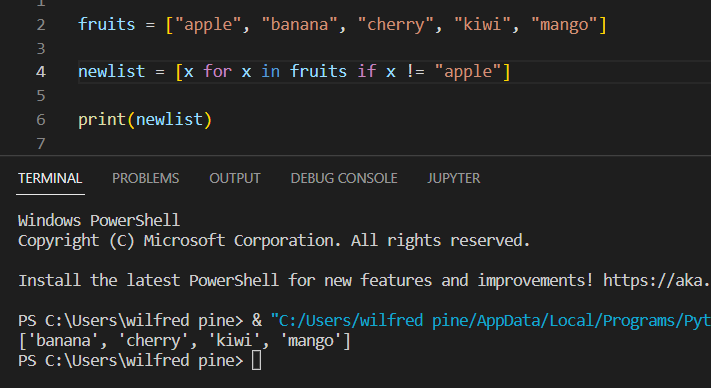 2 fruits = ["apple", "banana", "cherry", "kiwi", "mango"]
3
4 newlist = [x for x in fruits if x != "apple"]
5
6 print(newlist)
7
TERMINAL PROBLEMS OUTPUT DEBUG CONSOLE JUPYTER
Windows PowerShell
Copyright (C) Microsoft Corporation. All rights reserved.
Install the latest PowerShell for new features and improvements! https://aka.
PS C:\Users\wilfred pine> & "C:/Users/wilfred pine/AppData/Local/Programs/Pyt
['banana', 'cherry', 'kiwi', 'mango']
PS C:\Users\wilfred pine>